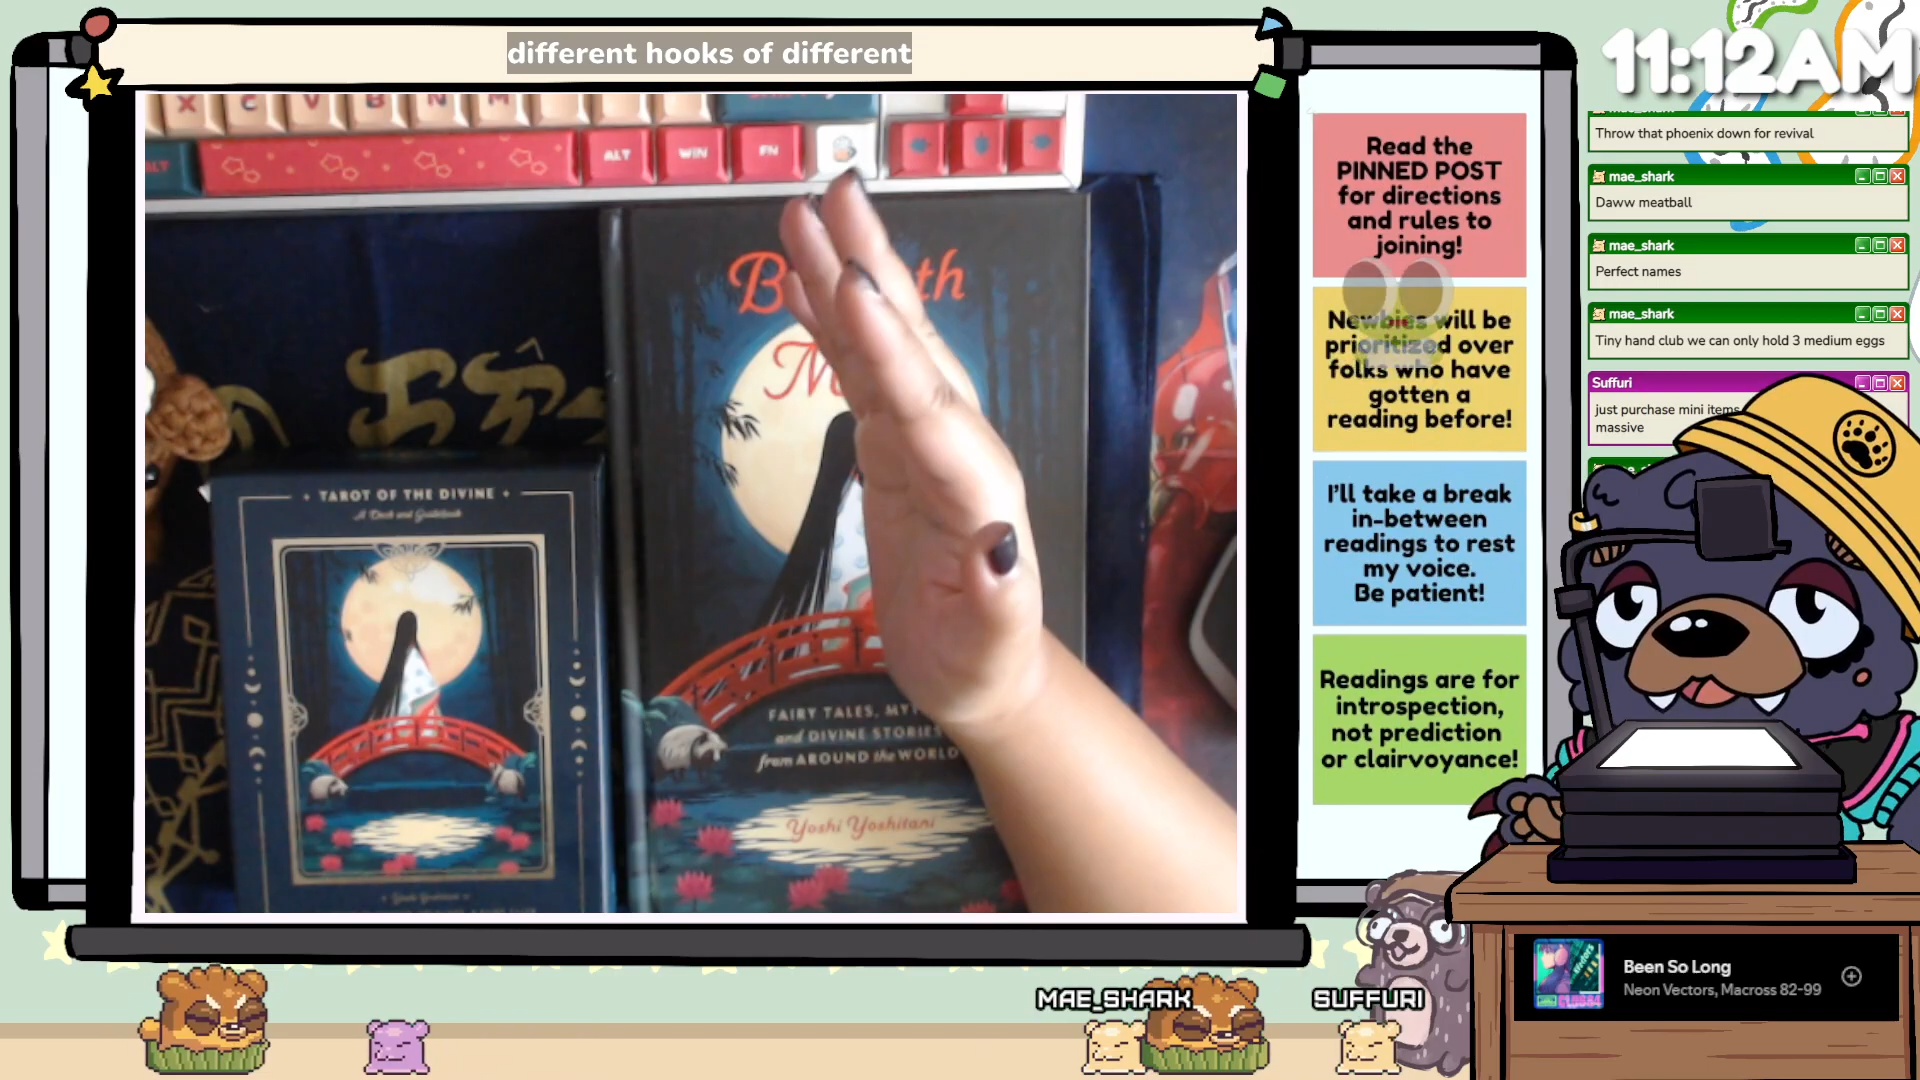 different hooks of different
11:12AM
X C V B N M
ALT
ALT
WIN
FN
TAROT OF THE DIVINE
A Deck and Guidebook
FAIRY TALES,
and DIVINE STORIES
from AROUND the WORLD
Yoshi Yoshitani
Read the
PINNED POST
for directions
and rules to
joining!
Newbies will be
prioritized over
folks who have
gotten a
reading before!
I'll take a break
in-between
readings to rest
my voice.
Be patient!
Readings are for
introspection,
not prediction
or clairvoyance!
mae_shark
Throw that phoenix down for revival
mae_shark
Daww meatball
mae_shark
Perfect names
mae_shark
Tiny hand club we can only hold 3 medium eggs
Suffuri
just purchase mini items
massive
MAE_SHARK
SUFFURI
Been So Long
Neon Vectors, Macross 82-99